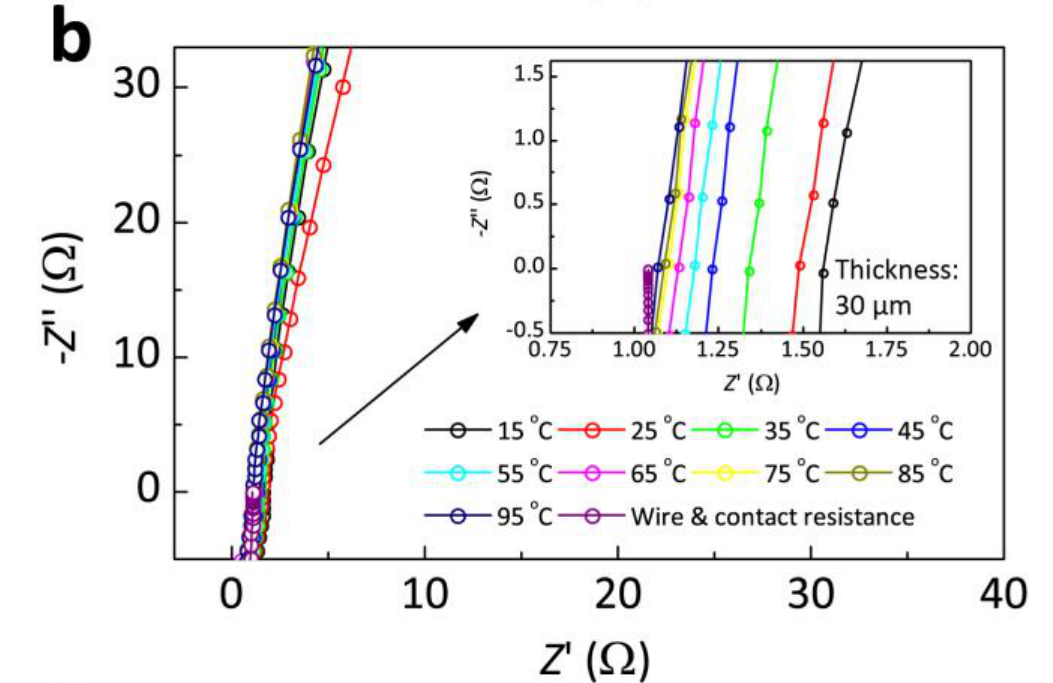 b
-Z'' (Ω)
30
20
10
0
0 10 20 30 40
Z' (Ω)
-Z'' (Ω)
1.5
1.0
0.5
0.0
-0.5
0.75 1.00 1.25 1.50 1.75 2.00
Z' (Ω)
Thickness:
30 μm
15 °C 25 °C 35 °C 45 °C
55 °C 65 °C 75 °C 85 °C
95 °C Wire & contact resistance